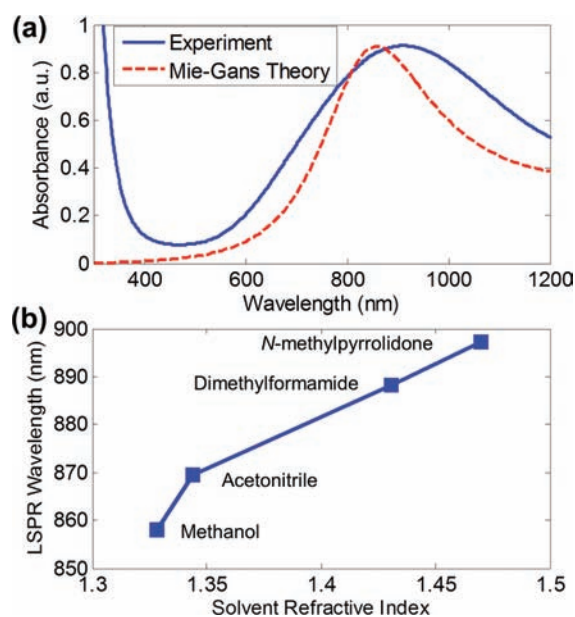 (a)
1
0.8
0.6
0.4
0.2
0
Absorbance (a.u.)
Experiment
Mie-Gans Theory
400 600 800 1000 1200
Wavelength (nm)
(b)
900
890
880
870
860
850
LSPR Wavelength (nm)
N-methylpyrrolidone
Dimethylformamide
Acetonitrile
Methanol
1.3 1.35 1.4 1.45 1.5
Solvent Refractive Index